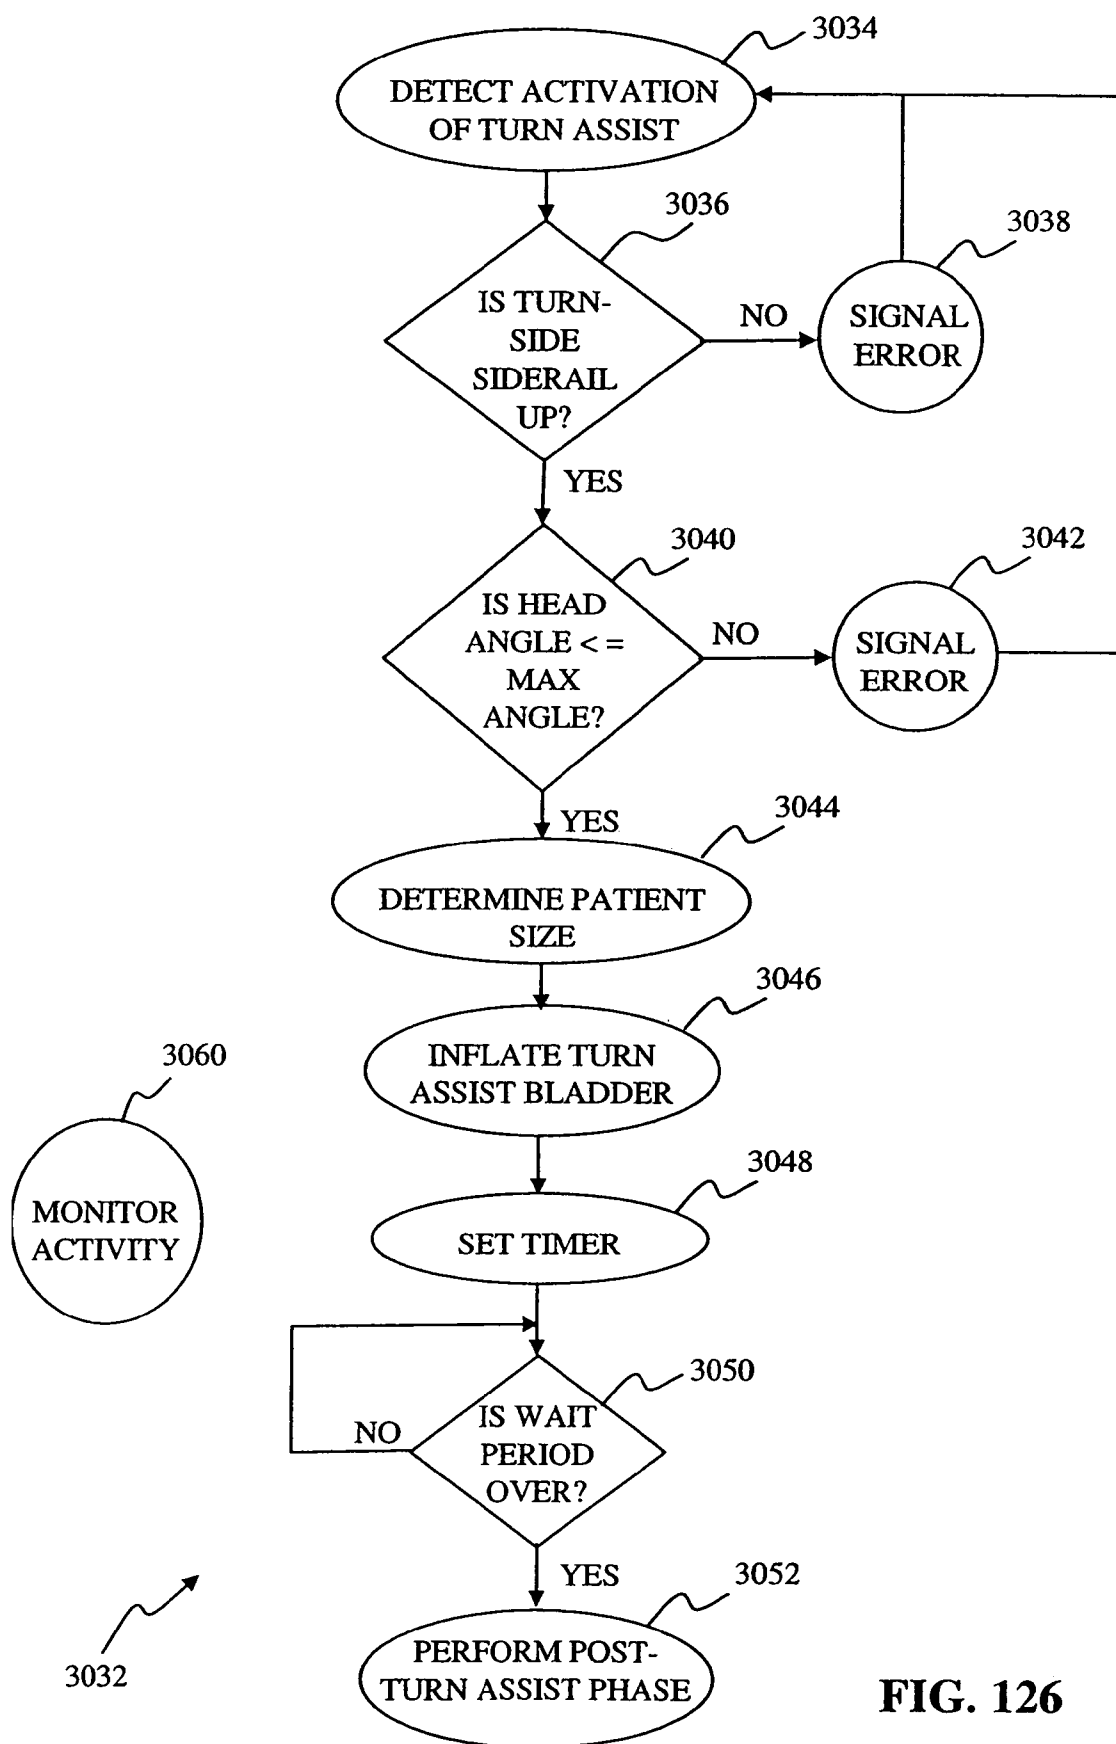 3034
DETECT ACTIVATION
OF TURN ASSIST
3036
IS TURN-
SIDE
SIDERAIL
UP?
NO
3038
SIGNAL
ERROR
YES
3040
IS HEAD
ANGLE < =
MAX
ANGLE?
NO
3042
SIGNAL
ERROR
YES
3044
DETERMINE PATIENT
SIZE
3046
INFLATE TURN
ASSIST BLADDER
3060
MONITOR
ACTIVITY
3048
SET TIMER
3050
IS WAIT
PERIOD
OVER?
NO
YES
3052
PERFORM POST-
TURN ASSIST PHASE
3032
FIG. 126